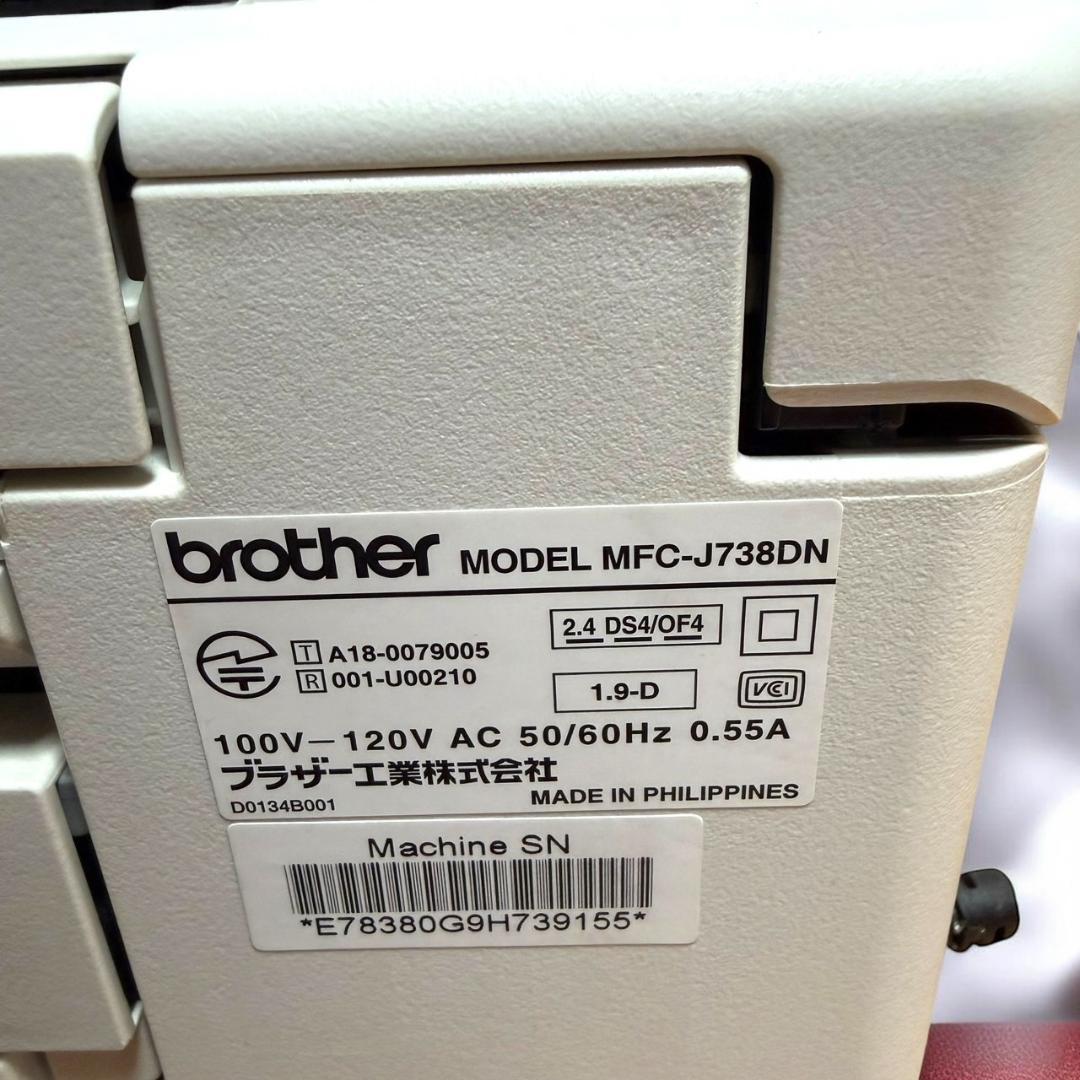 brother MODEL MFC-J738DN
T A18-0079005
R 001-U00210
2.4 DS4/OF4
1.9-D
VCI
100V—120V AC 50/60Hz 0.55A
ブラザー工業株式会社
D0134B001
MADE IN PHILIPPINES
Machine SN
*E78380G9H739155*